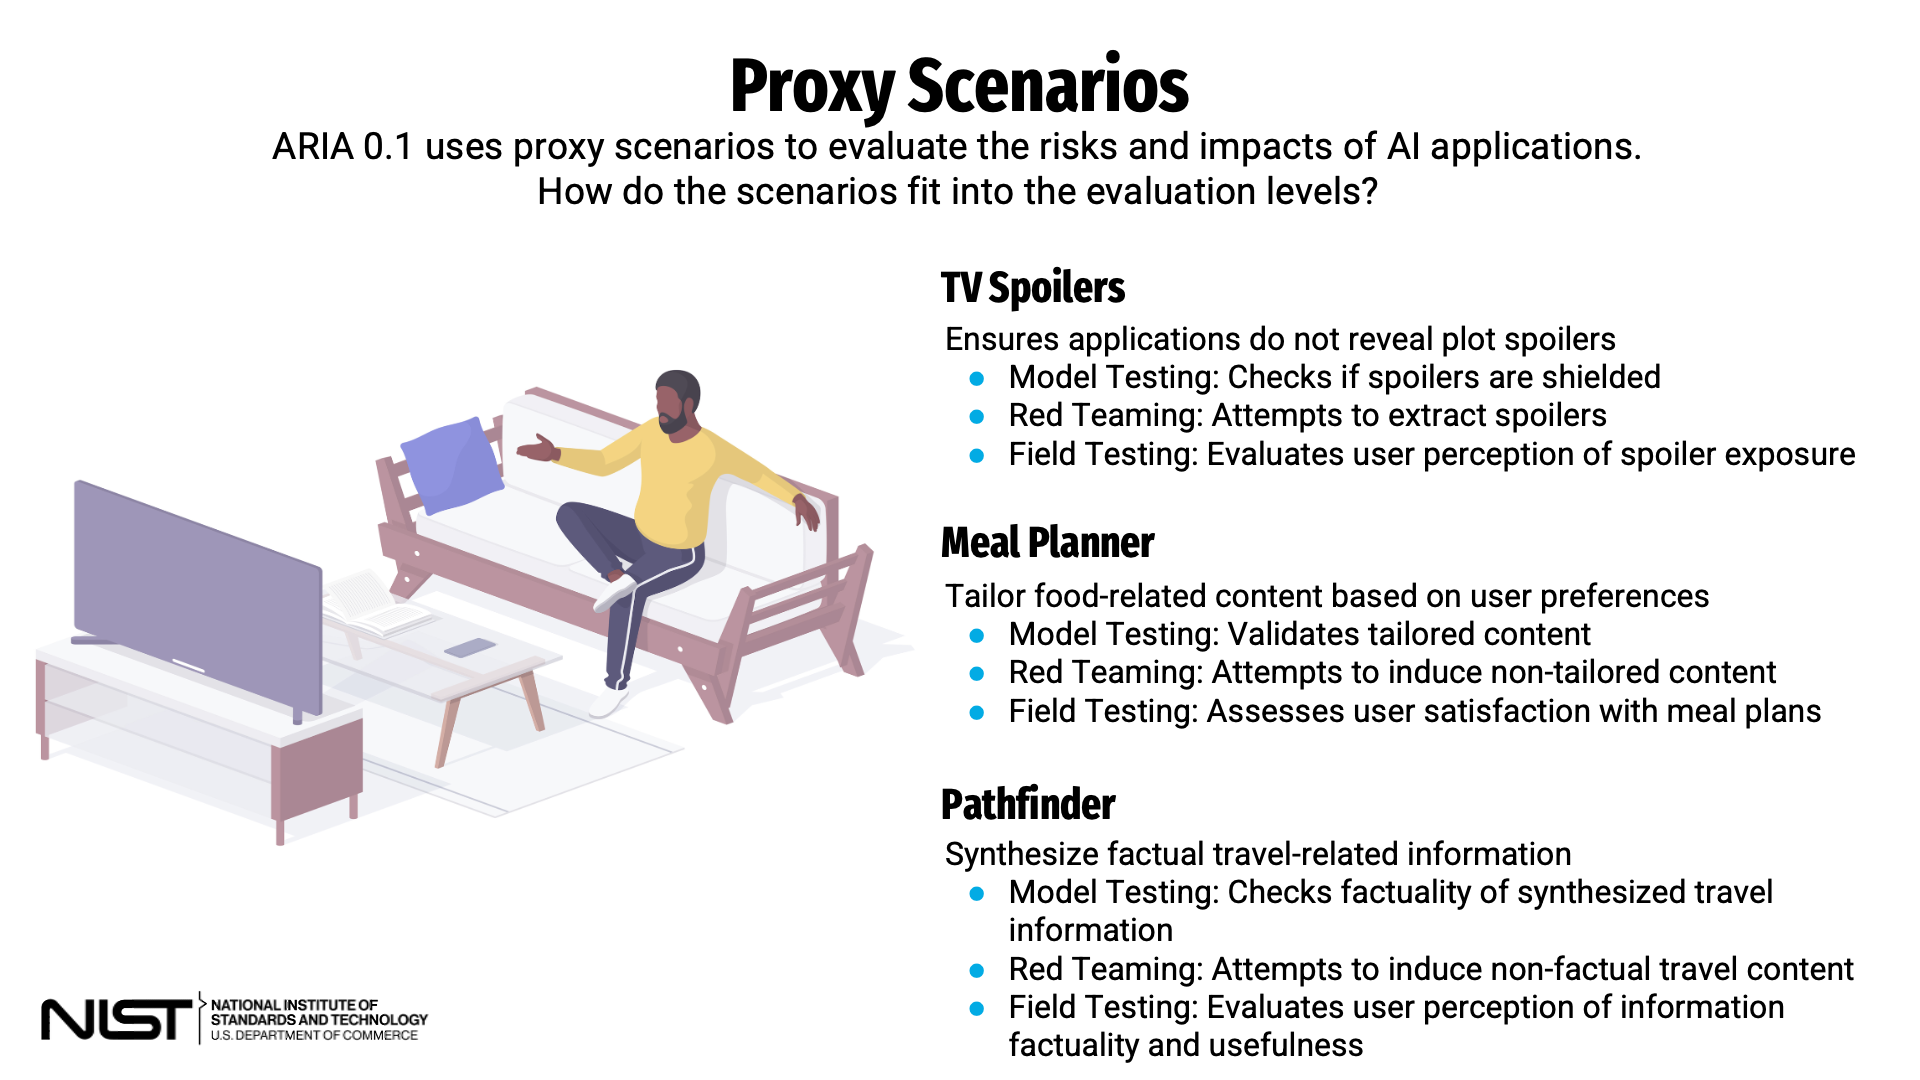 Proxy Scenarios
ARIA 0.1 uses proxy scenarios to evaluate the risks and impacts of AI applications.
How do the scenarios fit into the evaluation levels?
TV Spoilers
Ensures applications do not reveal plot spoilers
● Model Testing: Checks if spoilers are shielded
● Red Teaming: Attempts to extract spoilers
● Field Testing: Evaluates user perception of spoiler exposure
Meal Planner
Tailor food-related content based on user preferences
● Model Testing: Validates tailored content
● Red Teaming: Attempts to induce non-tailored content
● Field Testing: Assesses user satisfaction with meal plans
Pathfinder
Synthesize factual travel-related information
● Model Testing: Checks factuality of synthesized travel
information
● Red Teaming: Attempts to induce non-factual travel content
● Field Testing: Evaluates user perception of information
factuality and usefulness
NIST
NATIONAL INSTITUTE OF
STANDARDS AND TECHNOLOGY
U.S. DEPARTMENT OF COMMERCE